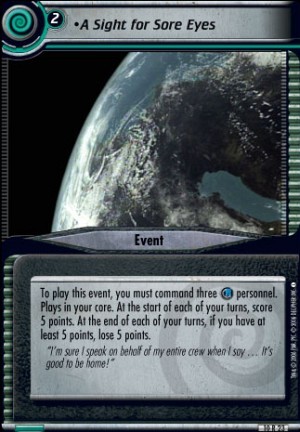 2
•A Sight for Sore Eyes
Event
To play this event, you must command three personnel.
Plays in your core. At the start of each of your turns, score
5 points. At the end of each of your turns, if you have at
least 5 points, lose 5 points.
"I'm sure I speak on behalf of my entire crew when I say ... It's
good to be home!"